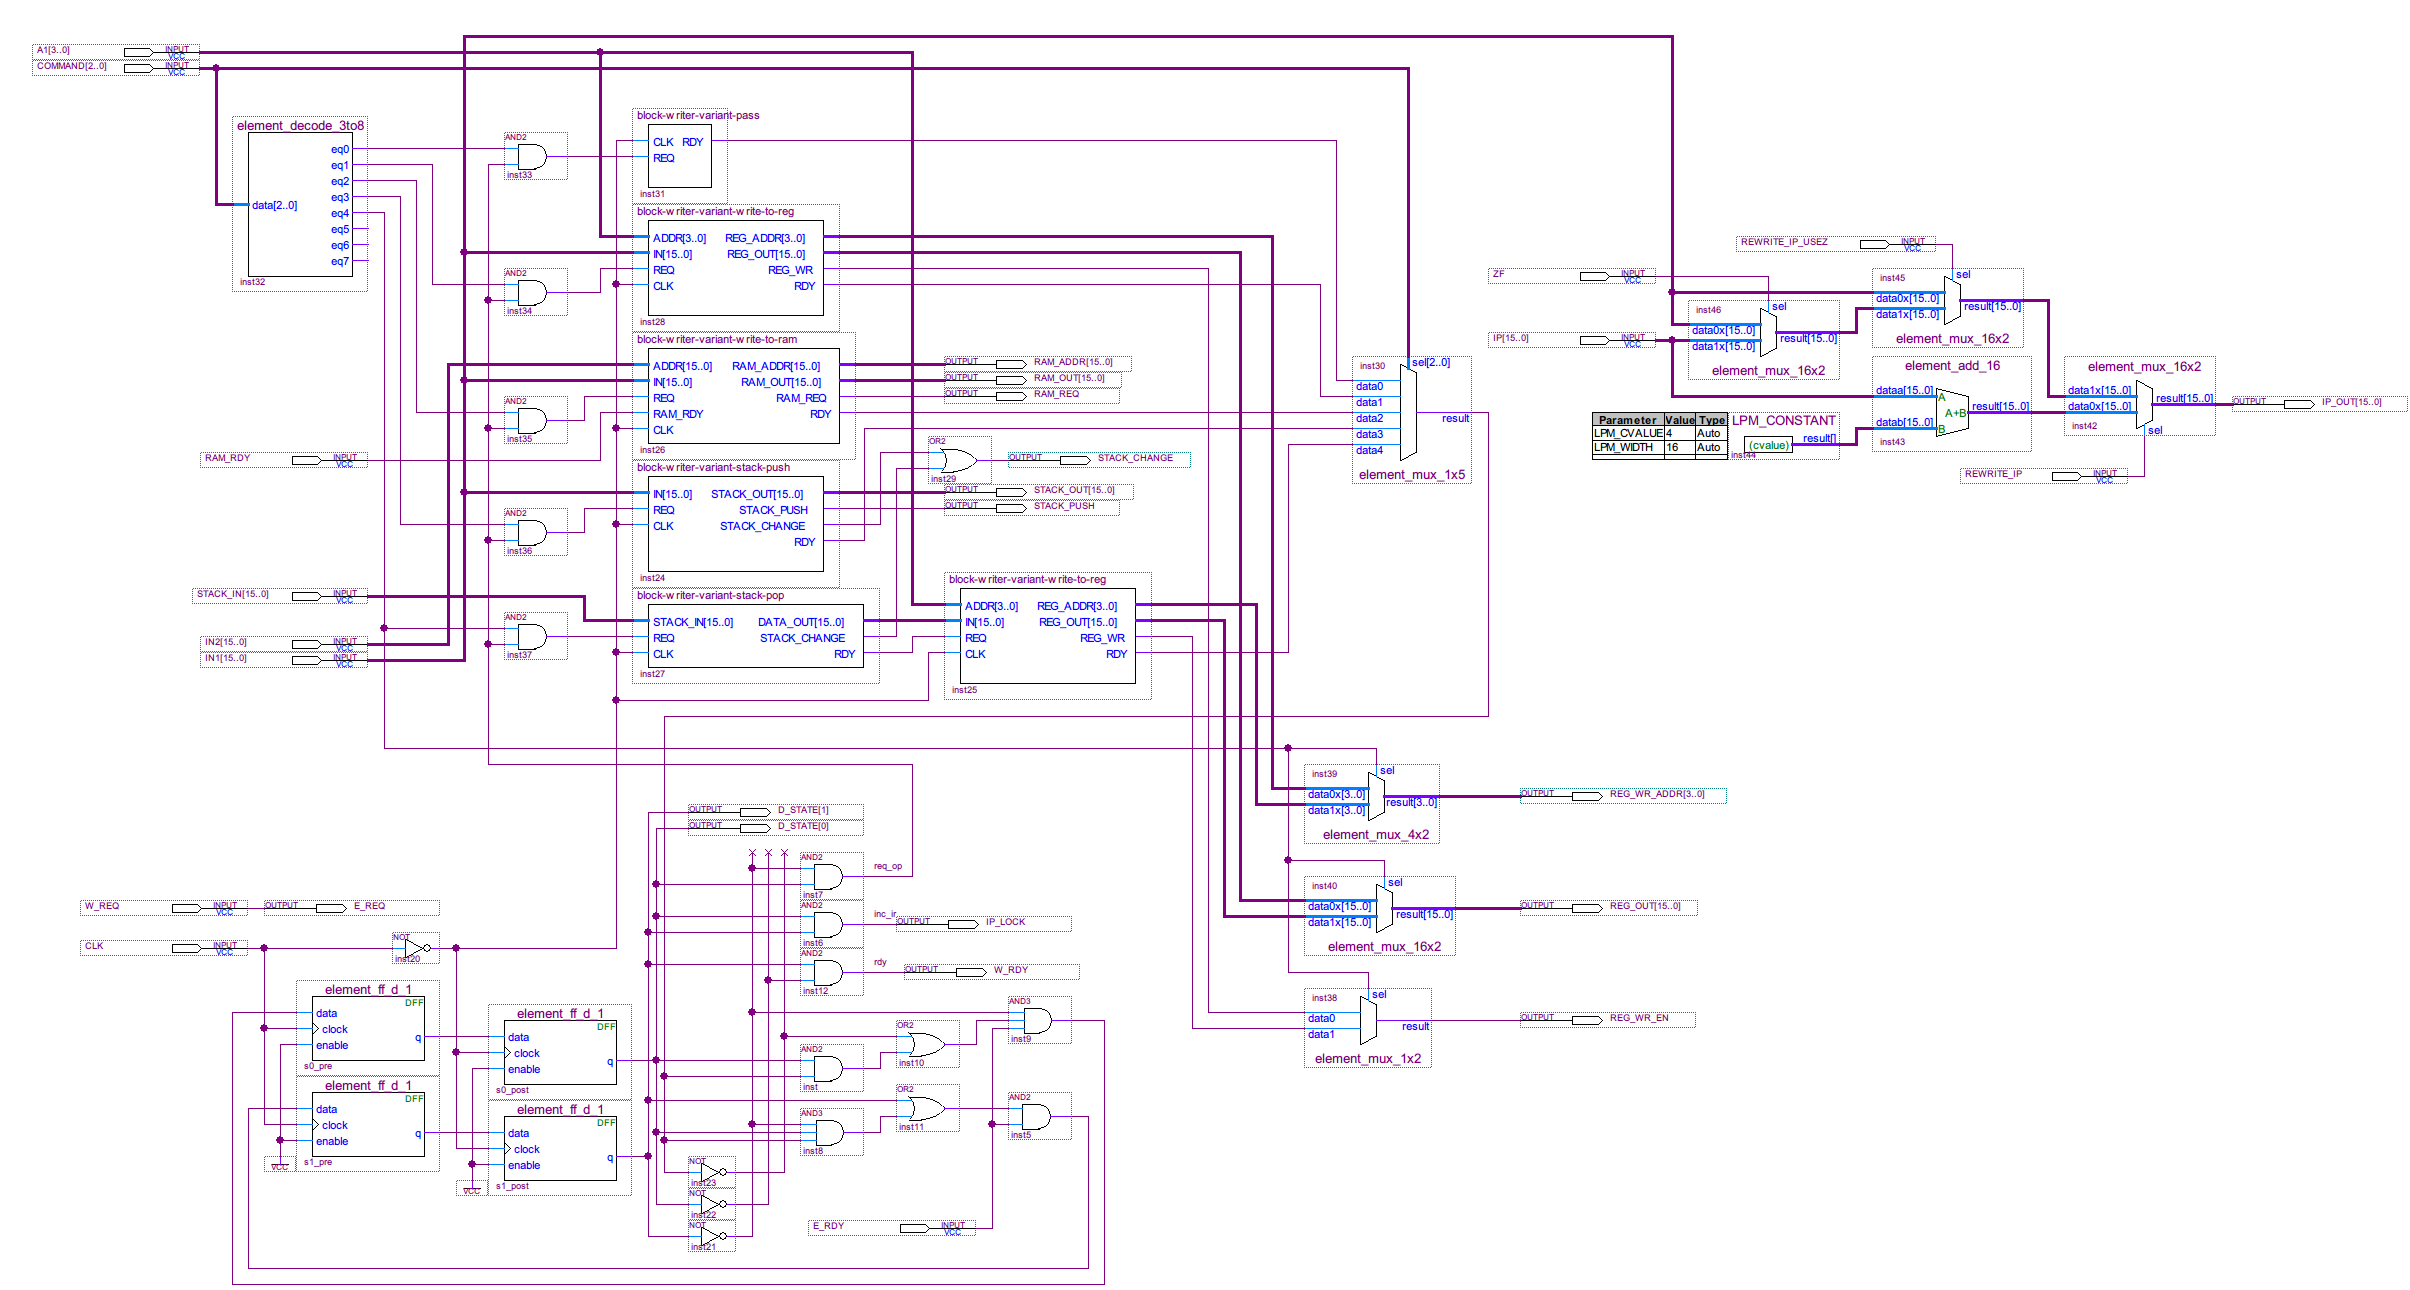 A1[3..0] INPUT VCC
COMMAND[2..0] INPUT VCC
element_decode_3to8
data[2..0]
eq0
eq1
eq2
eq3
eq4
eq5
eq6
eq7
inst32
AND2
inst33
AND2
inst34
AND2
inst35
AND2
inst36
AND2
inst37
block-writer-variant-pass
CLK RDY
REQ
inst31
block-writer-variant-write-to-reg
ADDR[3..0] REG_ADDR[3..0]
IN[15..0] REG_OUT[15..0]
REQ REG_WR
CLK RDY
inst28
block-writer-variant-write-to-ram
ADDR[15..0] RAM_ADDR[15..0]
IN[15..0] RAM_OUT[15..0]
REQ RAM_REQ
RAM_RDY RDY
CLK
inst26
block-writer-variant-stack-push
IN[15..0] STACK_OUT[15..0]
REQ STACK_PUSH
CLK STACK_CHANGE
RDY
inst24
block-writer-variant-stack-pop
STACK_IN[15..0] DATA_OUT[15..0]
REQ STACK_CHANGE
CLK RDY
inst27
block-writer-variant-write-to-reg
ADDR[3..0] REG_ADDR[3..0]
IN[15..0] REG_OUT[15..0]
REQ REG_WR
CLK RDY
inst25
RAM_RDY INPUT VCC
STACK_IN[15..0] INPUT VCC
IN2[15..0] INPUT VCC
IN1[15..0] INPUT VCC
OUTPUT RAM_ADDR[15..0]
OUTPUT RAM_OUT[15..0]
OUTPUT RAM_REQ
OR2
inst29
OUTPUT STACK_CHANGE
OUTPUT STACK_OUT[15..0]
OUTPUT STACK_PUSH
inst30
sel[2..0]
data0
data1
data2
data3
data4
result
element_mux_1x5
REWRITE_IP_USEZ INPUT VCC
ZF INPUT VCC
IP[15..0] INPUT VCC
inst46
sel
data0x[15..0]
data1x[15..0]
result[15..0]
element_mux_16x2
inst45
sel
data0x[15..0]
data1x[15..0]
result[15..0]
element_mux_16x2
element_add_16
dataa[15..0]
datab[15..0]
A
A+B
B
result[15..0]
inst43
Parameter Value Type
LPM_CVALUE 4 Auto
LPM_WIDTH 16 Auto
LPM_CONSTANT
(cvalue)
result[]
inst44
element_mux_16x2
data1x[15..0]
data0x[15..0]
result[15..0]
sel
inst42
OUTPUT IP_OUT[15..0]
REWRITE_IP INPUT VCC
inst39
sel
data0x[3..0]
data1x[3..0]
result[3..0]
element_mux_4x2
OUTPUT REG_WR_ADDR[3..0]
inst40
sel
data0x[15..0]
data1x[15..0]
result[15..0]
element_mux_16x2
OUTPUT REG_OUT[15..0]
inst38
sel
data0
data1
result
element_mux_1x2
OUTPUT REG_WR_EN
OUTPUT D_STATE[1]
OUTPUT D_STATE[0]
AND2
inst7
req_op
AND2
inst6
inc_ir
OUTPUT IP_LOCK
AND2
inst12
rdy
OUTPUT W_RDY
W_REQ INPUT VCC
OUTPUT E_REQ
CLK INPUT VCC
NOT
inst20
element_ff_d_1
DFF
data
clock
enable
q
s0_pre
element_ff_d_1
DFF
data
clock
enable
q
s1_pre
VCC
element_ff_d_1
DFF
data
clock
enable
q
s0_post
element_ff_d_1
DFF
data
clock
enable
q
s1_post
VCC
AND2
inst
AND3
inst8
OR2
inst10
OR2
inst11
AND3
inst9
AND2
inst5
NOT
inst23
NOT
inst22
NOT
inst21
E_RDY INPUT VCC